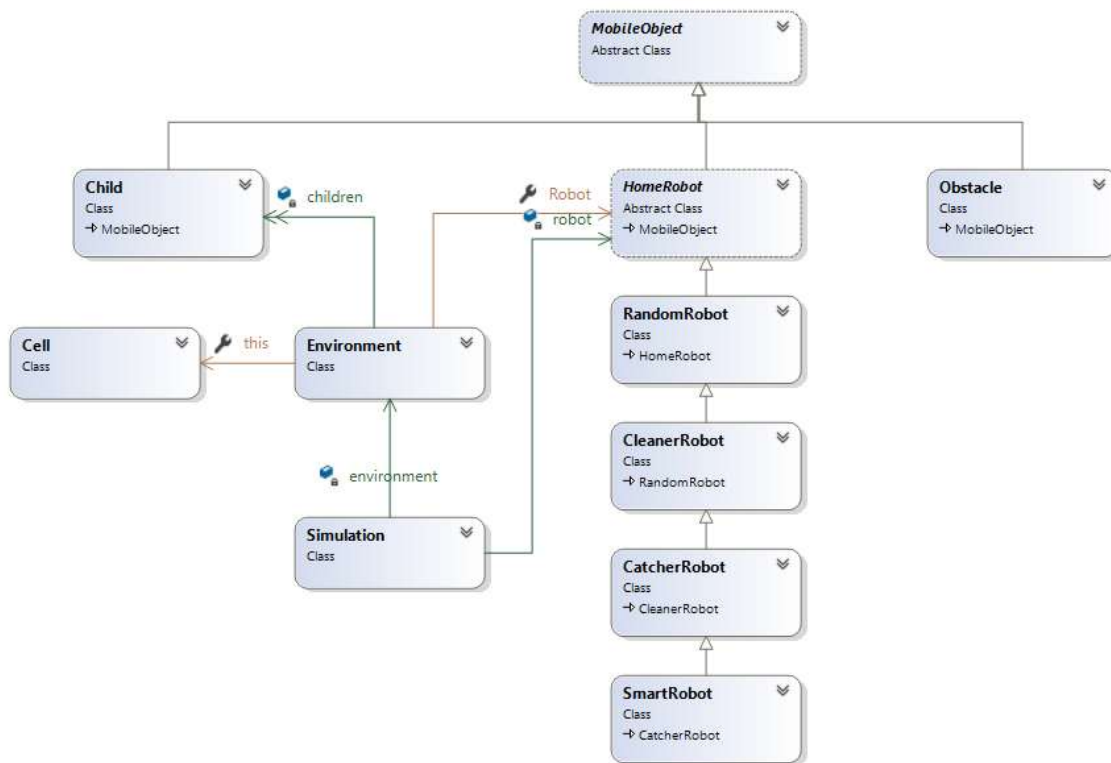 MobileObject
Abstract Class
Child
Class
MobileObject
children
Robot
robot
HomeRobot
Abstract Class
MobileObject
Obstacle
Class
MobileObject
RandomRobot
Class
HomeRobot
Cell
Class
this
Environment
Class
CleanerRobot
Class
RandomRobot
environment
Simulation
Class
CatcherRobot
Class
CleanerRobot
SmartRobot
Class
CatcherRobot